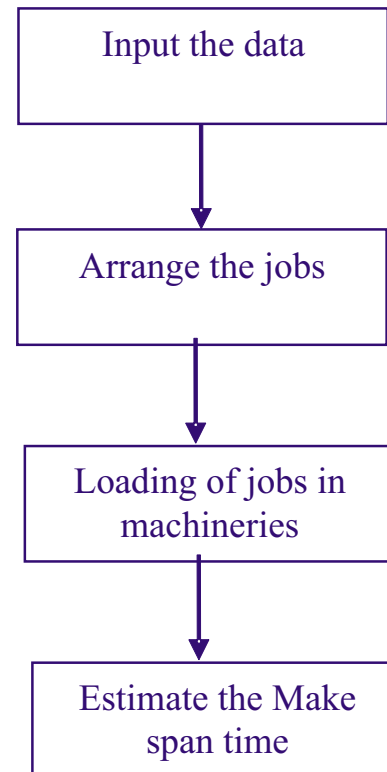 Input the data
Arrange the jobs
Loading of jobs in
machineries
Estimate the Make
span time